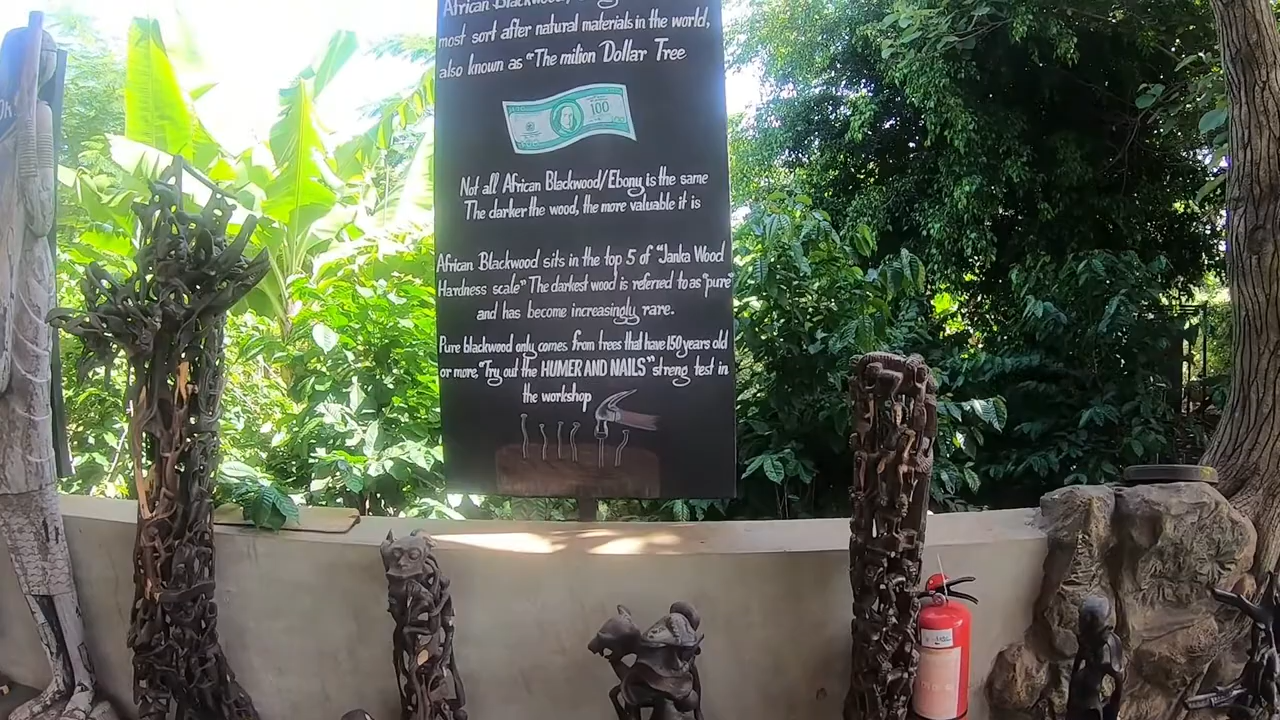 African Blackwood/
most sort after natural materials in the world,
also known as "The milion Dollar Tree
100
Not all African Blackwood/Ebony is the same
The darker the wood, the more valuable it is
African Blackwood sits in the top 5 of "Janka Wood
Hardness scale" The darkest wood is referred to as "pure"
and has become increasingly rare.
Pure blackwood only comes from trees that have 150 years old
or more, "Try out the HUMER AND NAILS" streng test in
the workshop